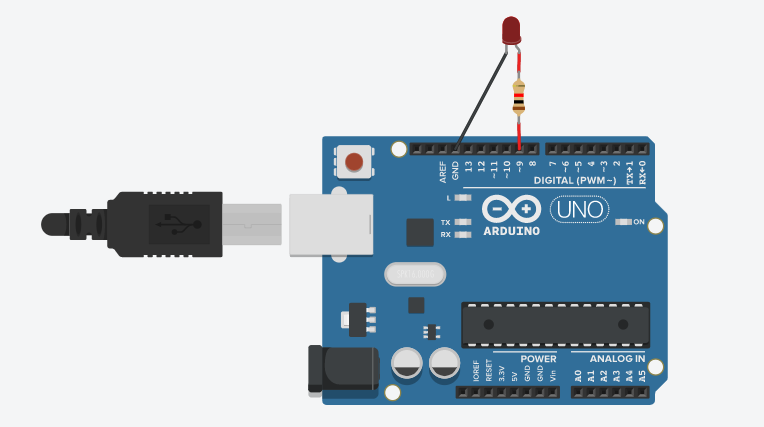 AREF
GND
13
12
~11
~10
~9
8
7
~6
~5
4
~3
2
TX→1
RX←0
DIGITAL (PWM~)
L
TX
RX
ARDUINO
UNO
ON
POWER
ANALOG IN
IOREF
RESET
3.3V
5V
GND
GND
Vin
A0
A1
A2
A3
A4
A5